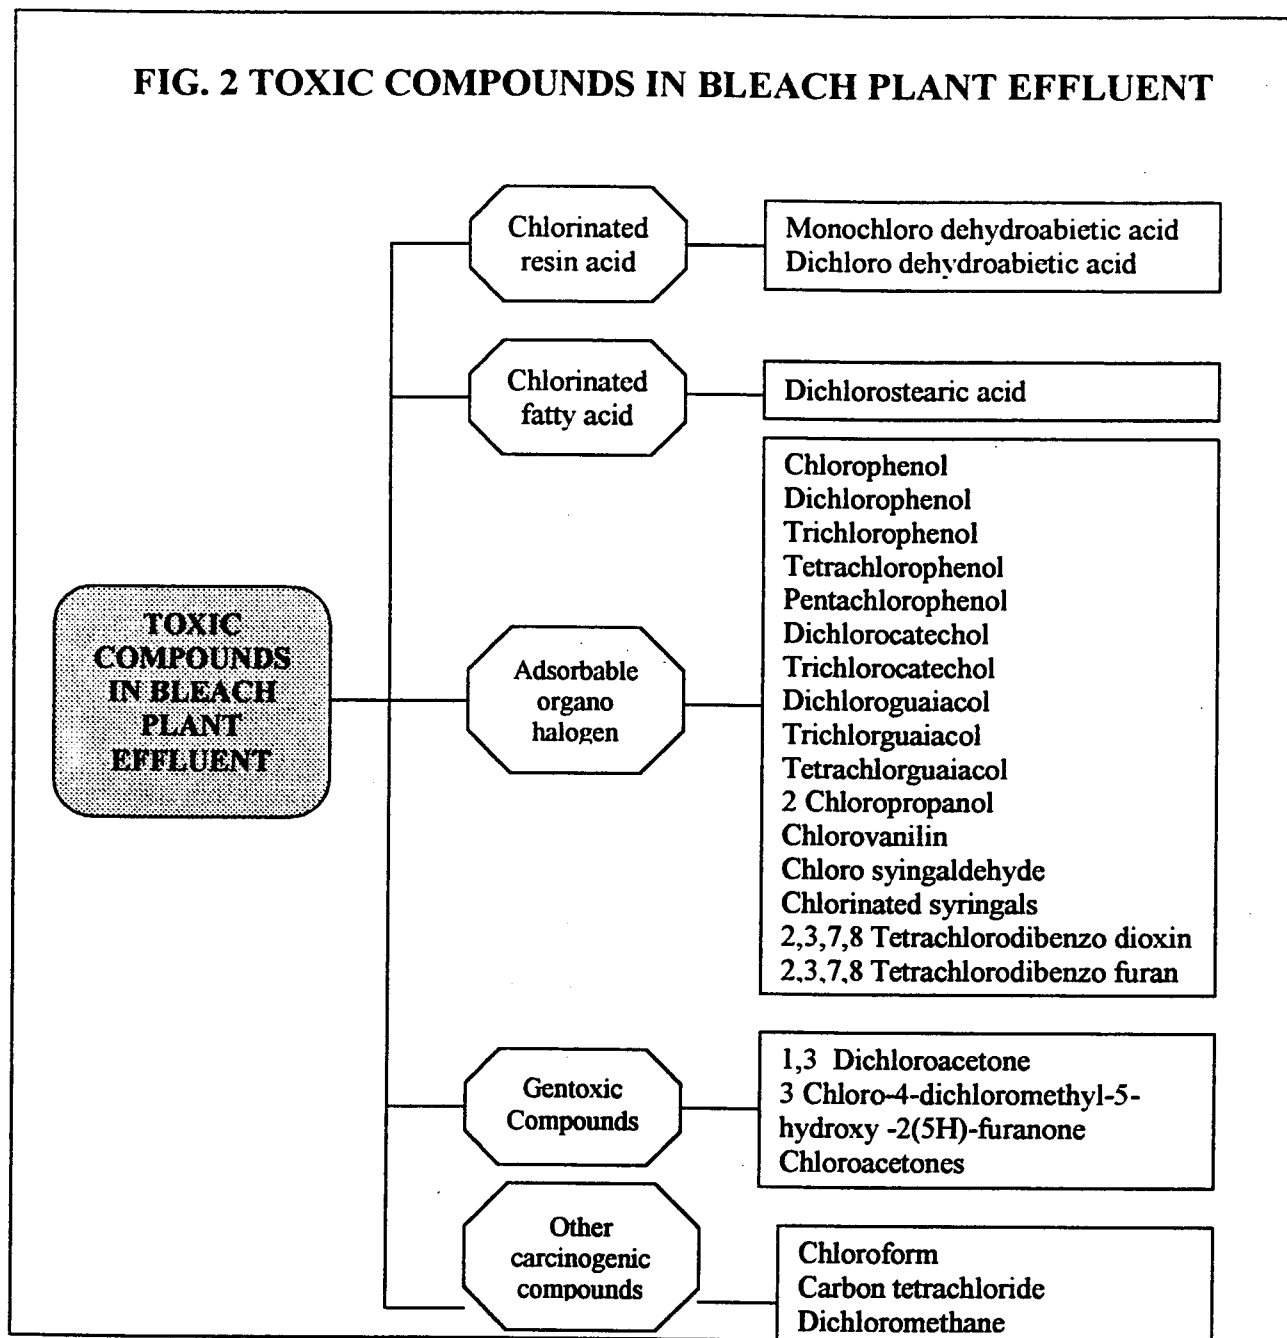 FIG. 2 TOXIC COMPOUNDS IN BLEACH PLANT EFFLUENT
TOXIC
COMPOUNDS
IN BLEACH
PLANT
EFFLUENT
Chlorinated
resin acid
Monochloro dehydroabietic acid
Dichloro dehydroabietic acid
Chlorinated
fatty acid
Dichlorostearic acid
Adsorbable
organo
halogen
Chlorophenol
Dichlorophenol
Trichlorophenol
Tetrachlorophenol
Pentachlorophenol
Dichlorocatechol
Trichlorocatechol
Dichloroguaiacol
Trichlorguaiacol
Tetrachlorguaiacol
2 Chloropropanol
Chlorovanilin
Chloro syingaldehyde
Chlorinated syringals
2,3,7,8 Tetrachlorodibenzo dioxin
2,3,7,8 Tetrachlorodibenzo furan
Gentoxic
Compounds
1,3 Dichloroacetone
3 Chloro-4-dichloromethyl-5-
hydroxy -2(5H)-furanone
Chloroacetones
Other
carcinogenic
compounds
Chloroform
Carbon tetrachloride
Dichloromethane